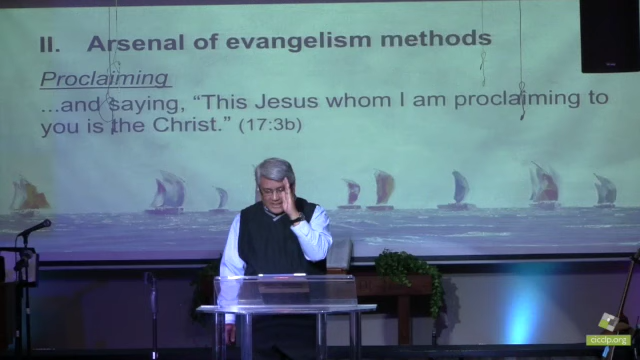 II. Arsenal of evangelism methods
Proclaiming
...and saying, “This Jesus whom I am proclaiming to
you is the Christ.” (17:3b)
cicclp.org